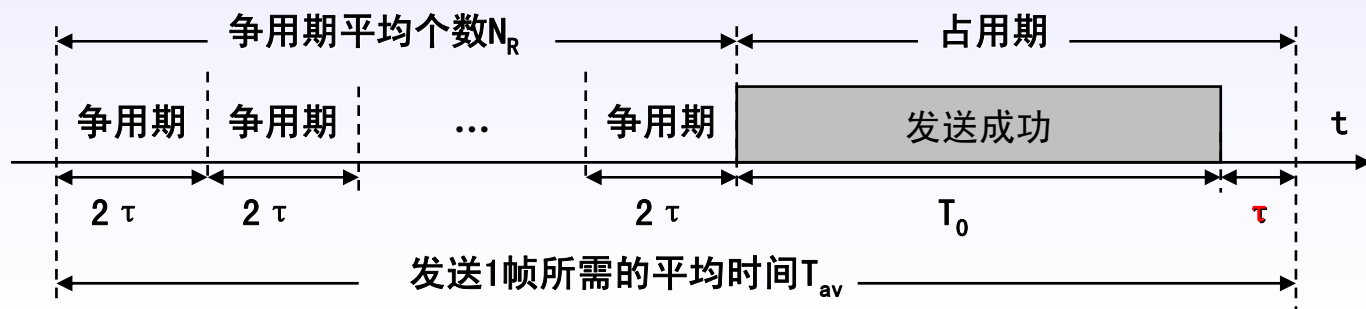 争用期平均个数N_R 占用期
争用期 争用期 … 争用期 发送成功 t
2τ 2τ 2τ T_0 τ
发送1帧所需的平均时间T_av